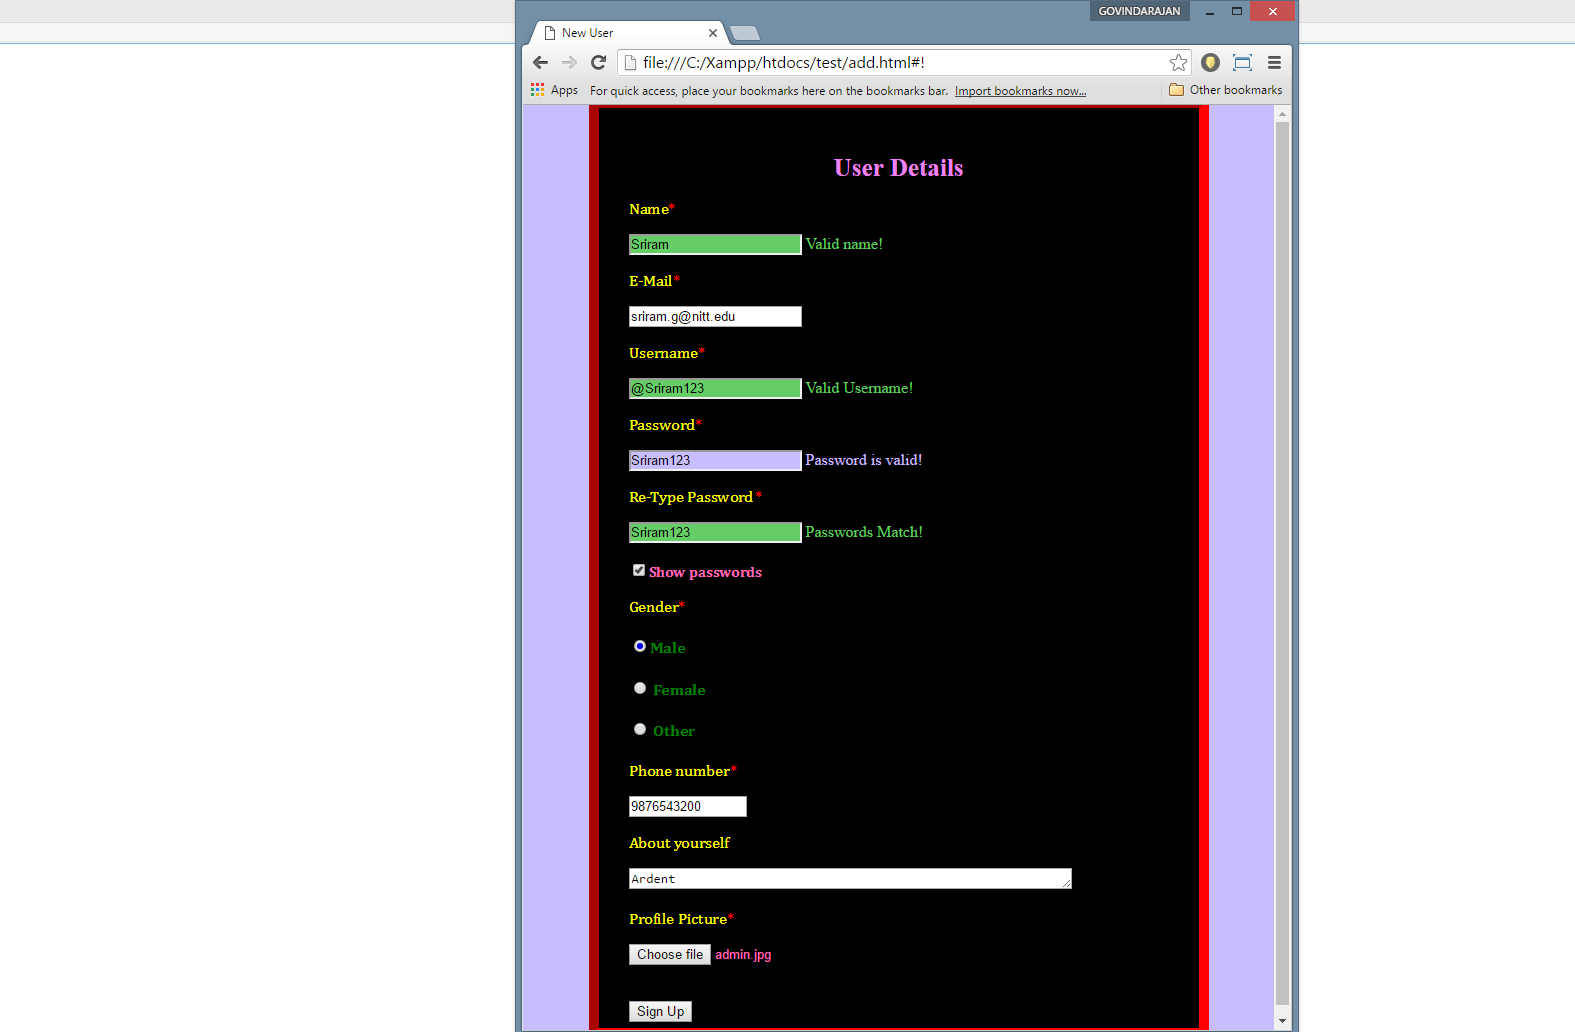 GOVINDARAJAN
New User
file:///C:/Xampp/htdocs/test/add.html#!
Apps For quick access, place your bookmarks here on the bookmarks bar. Import bookmarks now... Other bookmarks
User Details
Name*
Sriram Valid name!
E-Mail*
sriram.g@nitt.edu
Username*
@Sriram123 Valid Username!
Password*
Sriram123 Password is valid!
Re-Type Password*
Sriram123 Passwords Match!
Show passwords
Gender*
Male
Female
Other
Phone number*
9876543200
About yourself
Ardent
Profile Picture*
Choose file admin.jpg
Sign Up